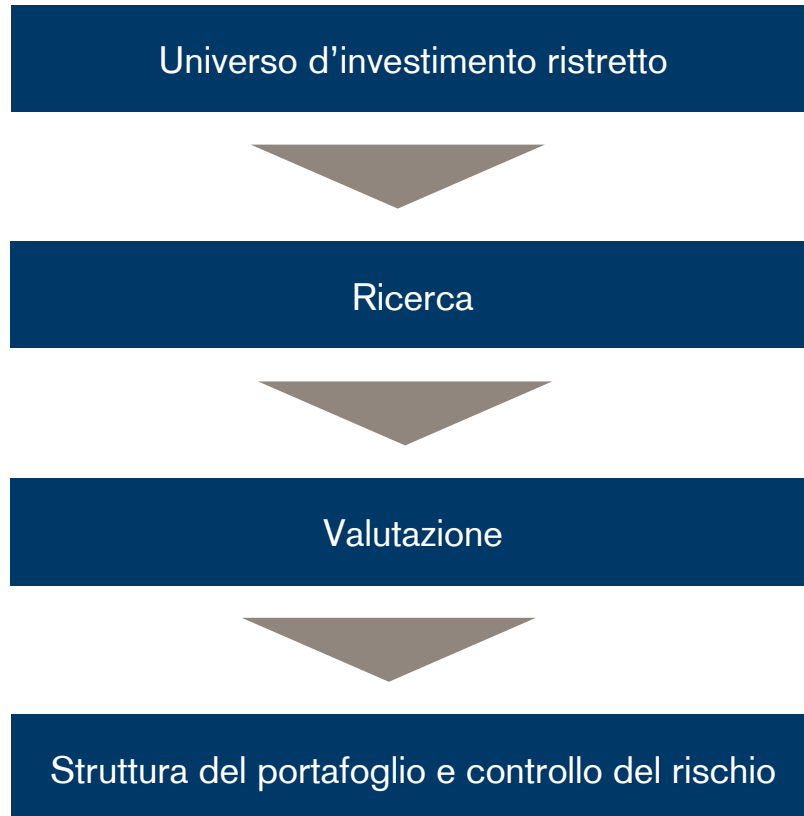 Universo d'investimento ristretto
Ricerca
Valutazione
Struttura del portafoglio e controllo del rischio